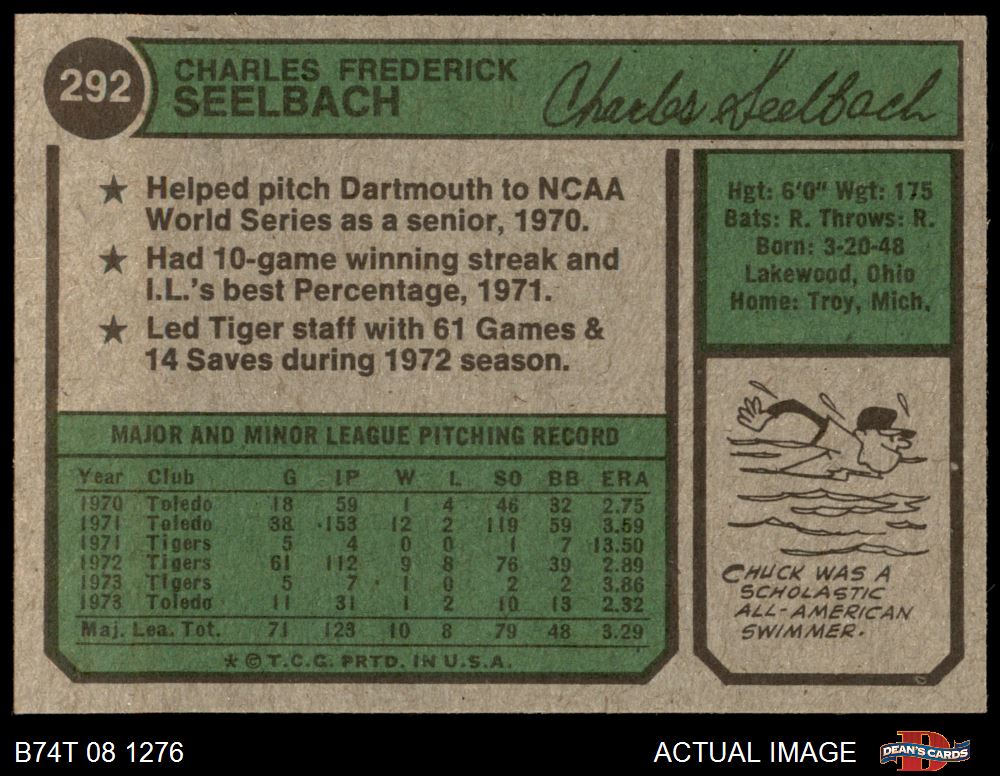 292
CHARLES FREDERICK
SEELBACH
Charles Seelbach
★ Helped pitch Dartmouth to NCAA
World Series as a senior, 1970.
★ Had 10-game winning streak and
I.L.'s best Percentage, 1971.
★ Led Tiger staff with 61 Games &
14 Saves during 1972 season.
Hgt: 6'0" Wgt: 175
Bats: R. Throws: R.
Born: 3-20-48
Lakewood, Ohio
Home: Troy, Mich.
MAJOR AND MINOR LEAGUE PITCHING RECORD
Year Club G IP W L SO BB ERA
1970 Toledo 18 59 1 4 46 32 2.75
1971 Toledo 38 153 12 2 119 59 3.59
1971 Tigers 5 4 0 0 1 7 13.50
1972 Tigers 61 112 9 8 76 39 2.89
1973 Tigers 5 7 1 0 2 2 3.86
1973 Toledo 11 31 1 2 10 13 2.32
Maj. Lea. Tot. 71 123 10 8 79 48 3.29
★ © T.C.G. PRTD. IN U.S.A.
CHUCK WAS A
SCHOLASTIC
ALL-AMERICAN
SWIMMER.
B74T 08 1276
ACTUAL IMAGE
DEAN'S CARDS